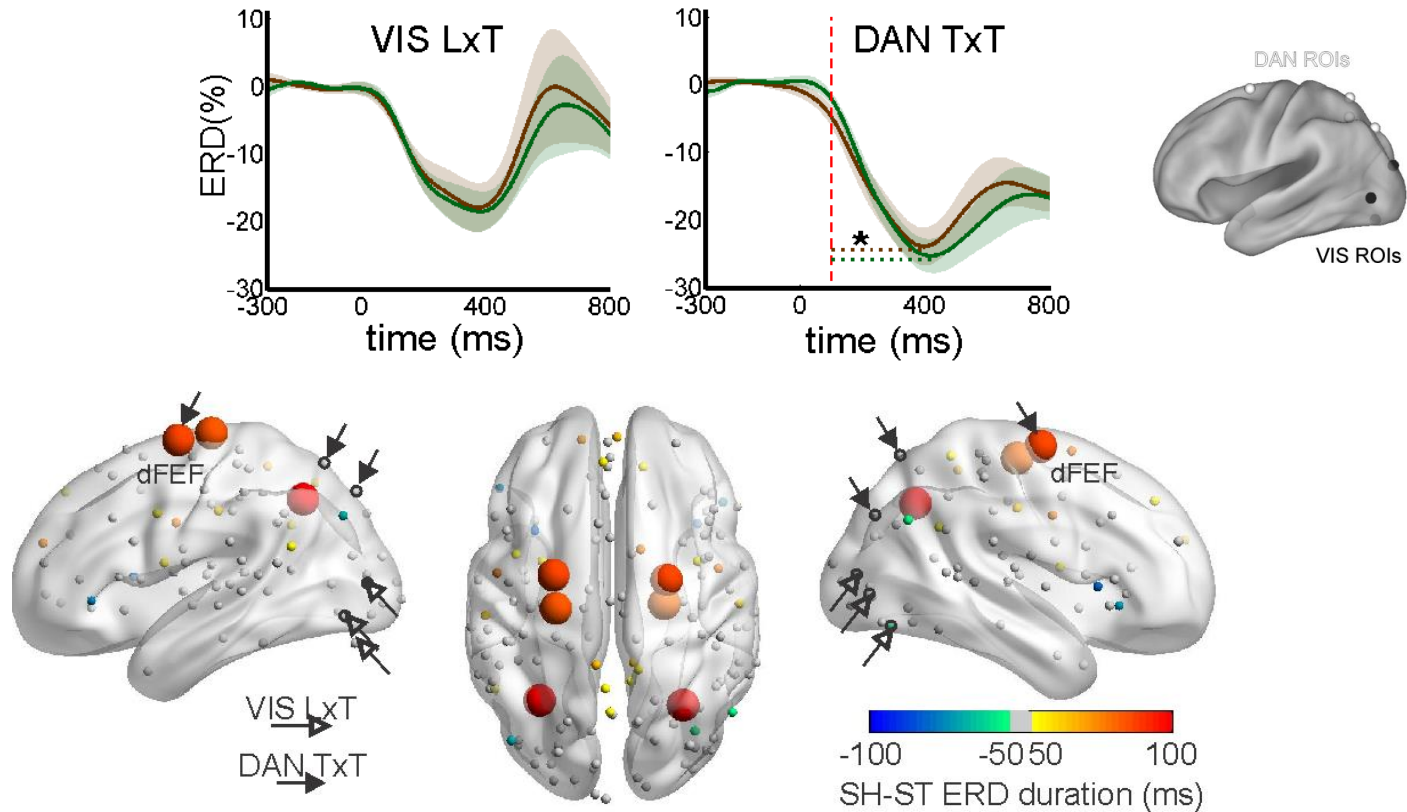 10
0
-10
-20
-30
ERD(%)
VIS LxT
-300 0 400 800
time (ms)
10
0
-10
-20
-30
DAN TxT
*
-300 0 400 800
time (ms)
DAN ROIs
VIS ROIs
dFEF
dFEF
VIS LxT
DAN TxT
-100 -50 50 100
SH-ST ERD duration (ms)